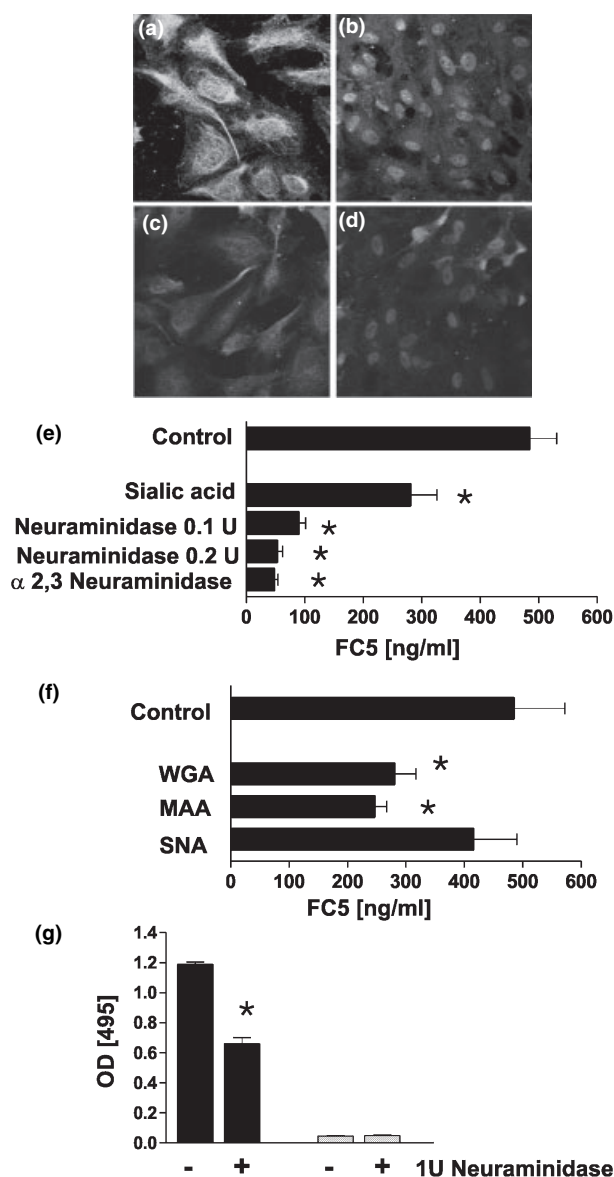 (a)
(b)
(c)
(d)
(e)
Control
Sialic acid
*
Neuraminidase 0.1 U
*
Neuraminidase 0.2 U
*
α 2,3 Neuraminidase
*
0 100 200 300 400 500 600
FC5 [ng/ml]
(f)
Control
WGA
*
MAA
*
SNA
0 100 200 300 400 500 600
FC5 [ng/ml]
(g)
OD [495]
1.4
1.2
1.0
0.8
0.6
0.4
0.2
0.0
*
- + - + 1U Neuraminidase